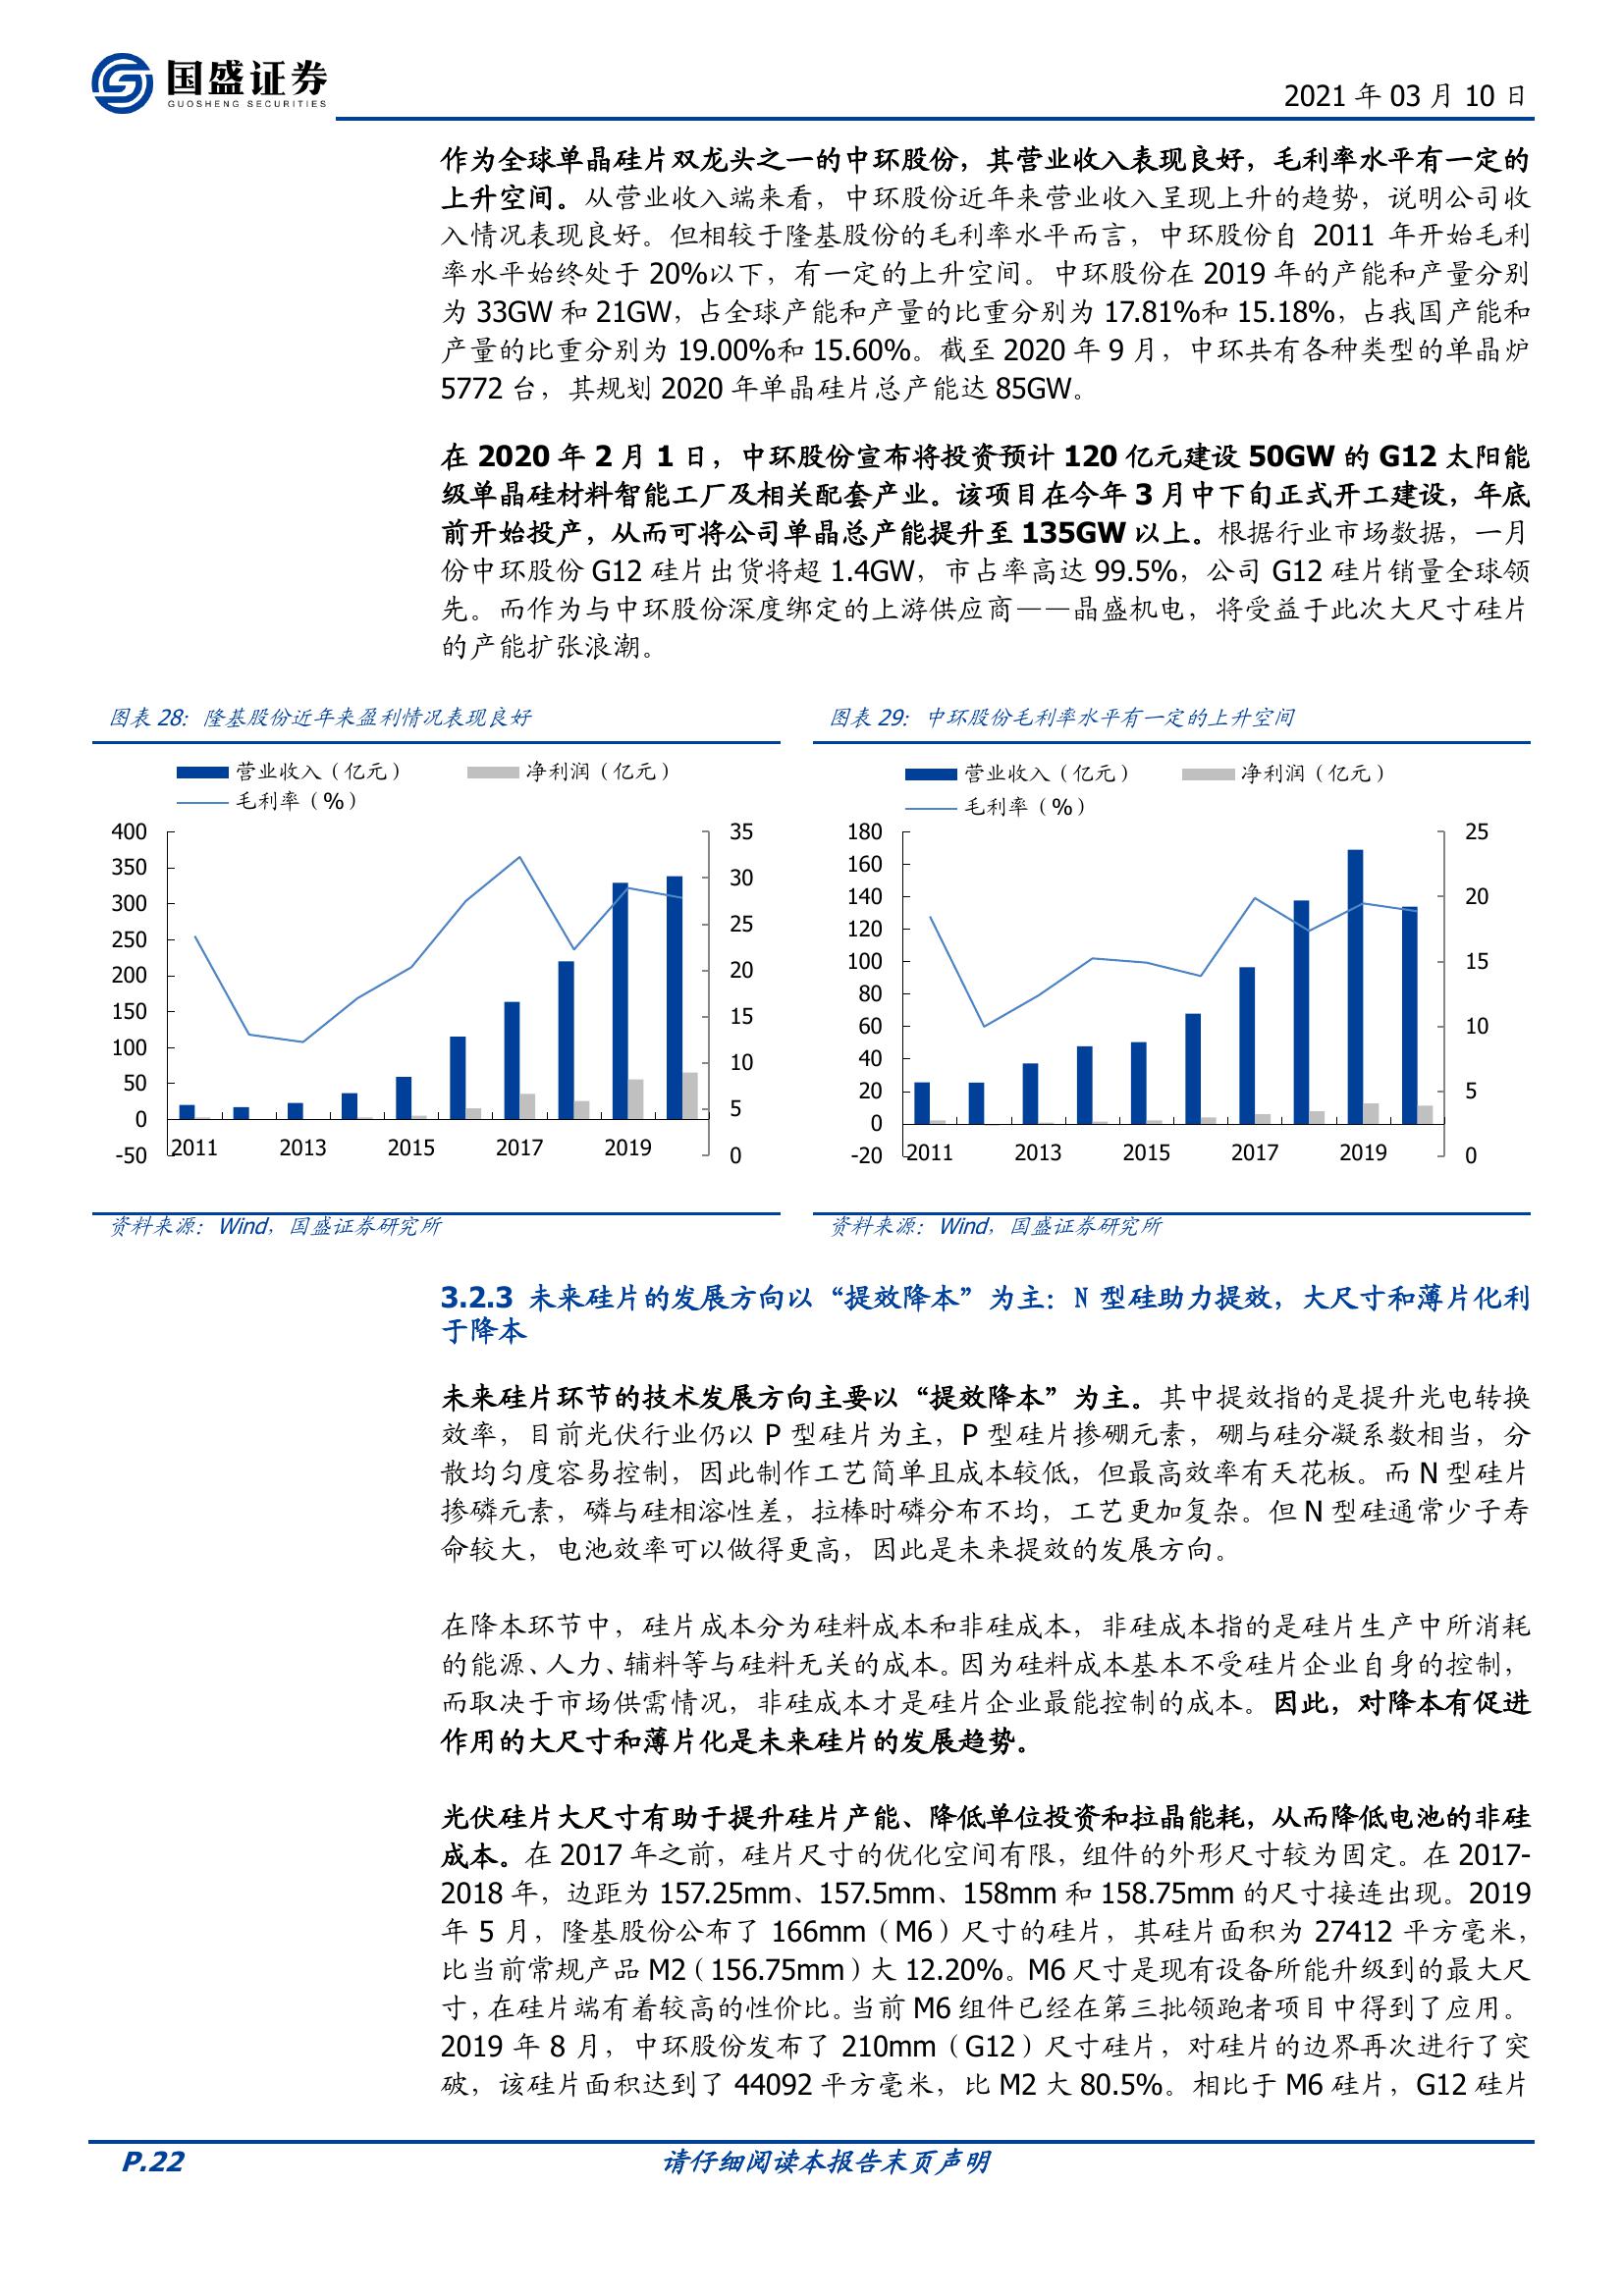 国盛证券
GUOSHENG SECURITIES
2021 年 03 月 10 日
作为全球单晶硅片双龙头之一的中环股份，其营业收入表现良好，毛利率水平有一定的
上升空间。从营业收入端来看，中环股份近年来营业收入呈现上升的趋势，说明公司收
入情况表现良好。但相较于隆基股份的毛利率水平而言，中环股份自 2011 年开始毛利
率水平始终处于 20%以下，有一定的上升空间。中环股份在 2019 年的产能和产量分别
为 33GW 和 21GW，占全球产能和产量的比重分别为 17.81%和 15.18%，占我国产能和
产量的比重分别为 19.00%和 15.60%。截至 2020 年 9 月，中环共有各种类型的单晶炉
5772 台，其规划 2020 年单晶硅片总产能达 85GW。
在 2020 年 2 月 1 日，中环股份宣布将投资预计 120 亿元建设 50GW 的 G12 太阳能
级单晶硅材料智能工厂及相关配套产业。该项目在今年 3 月中下旬正式开工建设，年底
前开始投产，从而可将公司单晶总产能提升至 135GW 以上。根据行业市场数据，一月
份中环股份 G12 硅片出货将超 1.4GW，市占率高达 99.5%，公司 G12 硅片销量全球领
先。而作为与中环股份深度绑定的上游供应商——晶盛机电，将受益于此次大尺寸硅片
的产能扩张浪潮。
图表 28：隆基股份近年来盈利情况表现良好
营业收入（亿元） 净利润（亿元）
毛利率（%）
400 35
350 30
300 25
250 20
200 15
150 10
100 5
50 0
0
-50
2011 2013 2015 2017 2019
资料来源：Wind，国盛证券研究所
图表 29：中环股份毛利率水平有一定的上升空间
营业收入（亿元） 净利润（亿元）
毛利率（%）
180 25
160 20
140 15
120 10
100 5
80 0
60
40
20
0
-20
2011 2013 2015 2017 2019
资料来源：Wind，国盛证券研究所
3.2.3 未来硅片的发展方向以“提效降本”为主：N 型硅助力提效，大尺寸和薄片化利
于降本
未来硅片环节的技术发展方向主要以“提效降本”为主。其中提效指的是提升光电转换
效率，目前光伏行业仍以 P 型硅片为主，P 型硅片掺硼元素，硼与硅分凝系数相当，分
散均匀度容易控制，因此制作工艺简单且成本较低，但最高效率有天花板。而 N 型硅片
掺磷元素，磷与硅相溶性差，拉棒时磷分布不均，工艺更加复杂。但 N 型硅通常少子寿
命较大，电池效率可以做得更高，因此是未来提效的发展方向。
在降本环节中，硅片成本分为硅料成本和非硅成本，非硅成本指的是硅片生产中所消耗
的能源、人力、辅料等与硅料无关的成本。因为硅料成本基本不受硅片企业自身的控制，
而取决于市场供需情况，非硅成本才是硅片企业最能控制的成本。因此，对降本有促进
作用的大尺寸和薄片化是未来硅片的发展趋势。
光伏硅片大尺寸有助于提升硅片产能、降低单位投资和拉晶能耗，从而降低电池的非硅
成本。在 2017 年之前，硅片尺寸的优化空间有限，组件的外形尺寸较为固定。在 2017-
2018 年，边距为 157.25mm、157.5mm、158mm 和 158.75mm 的尺寸接连出现。2019
年 5 月，隆基股份公布了 166mm（M6）尺寸的硅片，其硅片面积为 27412 平方毫米，
比当前常规产品 M2（156.75mm）大 12.20%。M6 尺寸是现有设备所能升级到的最大尺
寸，在硅片端有着较高的性价比。当前 M6 组件已经在第三批领跑者项目中得到了应用。
2019 年 8 月，中环股份发布了 210mm（G12）尺寸硅片，对硅片的边界再次进行了突
破，该硅片面积达到了 44092 平方毫米，比 M2 大 80.5%。相比于 M6 硅片，G12 硅片
P.22
请仔细阅读本报告末页声明